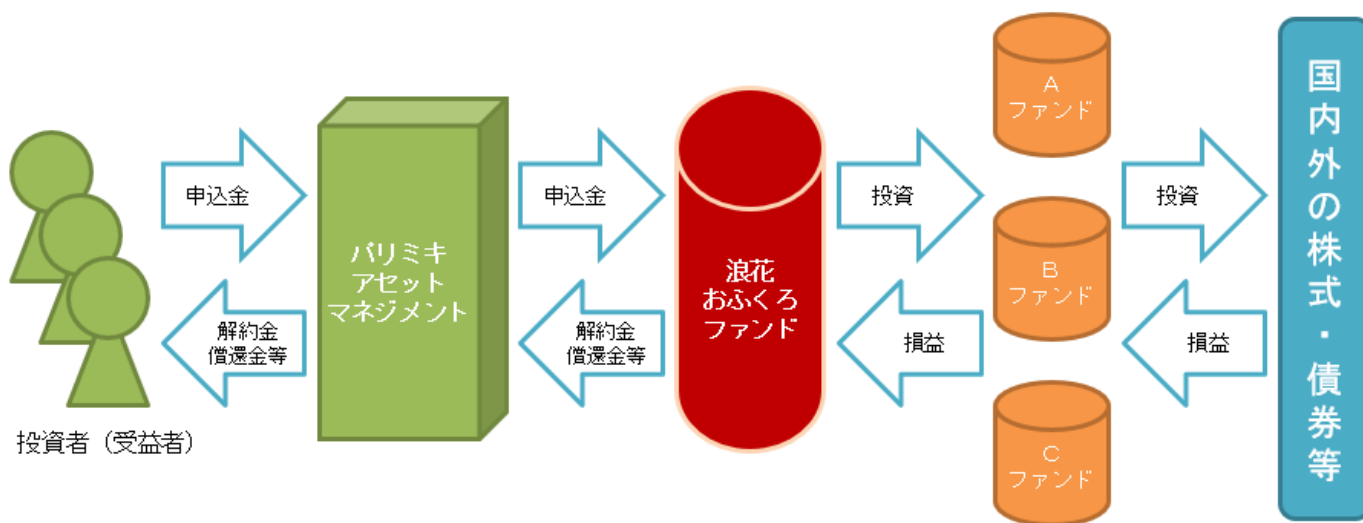 投資者（受益者）
申込金
解約金
償還金等
パリミキ
アセット
マネジメント
申込金
解約金
償還金等
浪花
おふくろ
ファンド
投資
損益
A
ファンド
B
ファンド
C
ファンド
投資
損益
国内外の株式・債券等